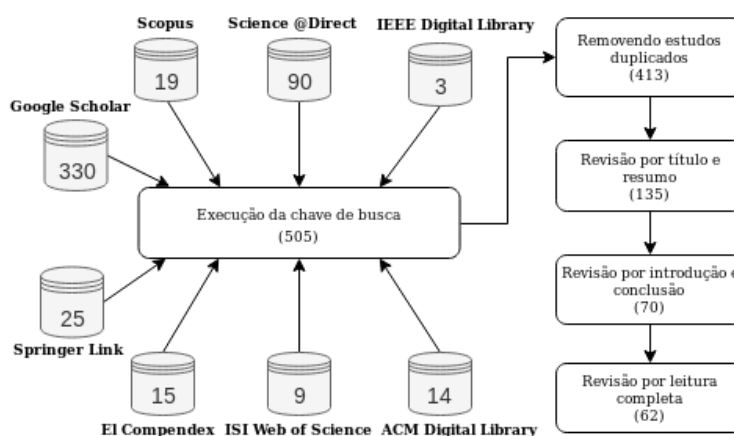 Scopus
19
Science @Direct
90
IEEE Digital Library
3
Google Scholar
330
Execução da chave de busca
(505)
25
Springer Link
15
El Compendex
9
ISI Web of Science
14
ACM Digital Library
Removendo estudos
duplicados
(413)
Revisão por título e
resumo
(135)
Revisão por introdução e
conclusão
(70)
Revisão por leitura
completa
(62)